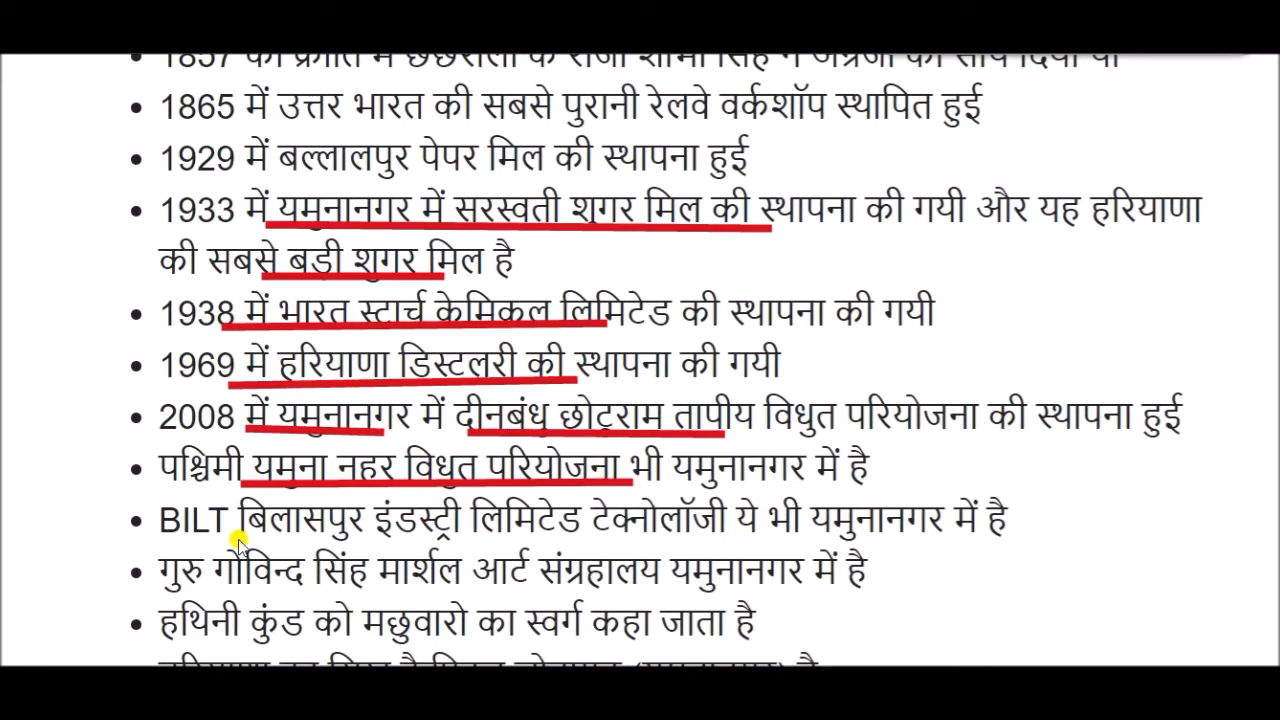 1857 की क्रांति में छछरौली के राजा शोभा सिंह ने अंग्रेजों का साथ दिया था
• 1865 में उत्तर भारत की सबसे पुरानी रेलवे वर्कशॉप स्थापित हुई
• 1929 में बल्लालपुर पेपर मिल की स्थापना हुई
• 1933 में यमुनानगर में सरस्वती शुगर मिल की स्थापना की गयी और यह हरियाणा
की सबसे बड़ी शुगर मिल है
• 1938 में भारत स्टार्च केमिकल लिमिटेड की स्थापना की गयी
• 1969 में हरियाणा डिस्टलरी की स्थापना की गयी
• 2008 में यमुनानगर में दीनबंधु छोटूराम तापीय विधुत परियोजना की स्थापना हुई
• पश्चिमी यमुना नहर विधुत परियोजना भी यमुनानगर में है
• BILT बिलासपुर इंडस्ट्री लिमिटेड टेक्नोलॉजी ये भी यमुनानगर में है
• गुरु गोविन्द सिंह मार्शल आर्ट संग्रहालय यमुनानगर में है
• हथिनी कुंड को मछुवारो का स्वर्ग कहा जाता है